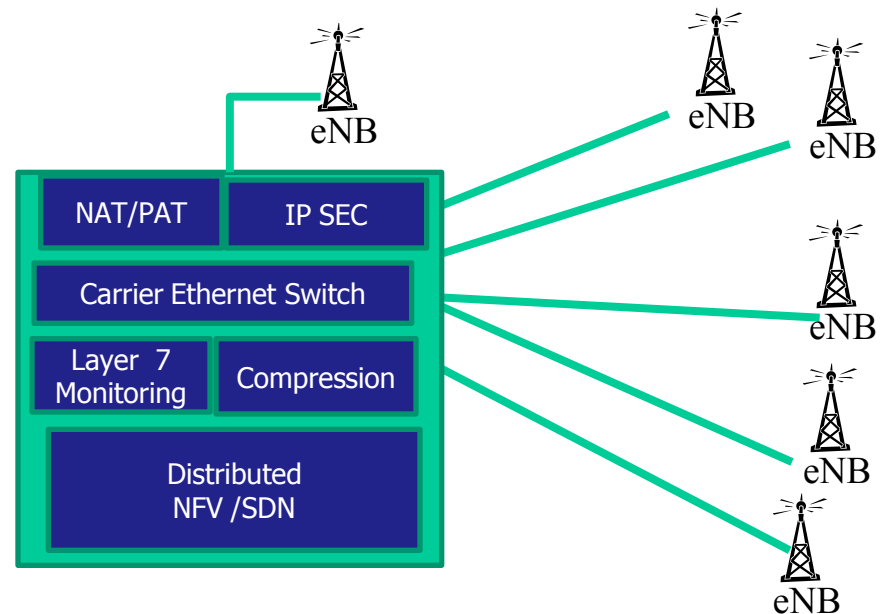 eNB
eNB
eNB
NAT/PAT
IP SEC
Carrier Ethernet Switch
eNB
Layer 7
Monitoring
Compression
Distributed
NFV /SDN
eNB
eNB